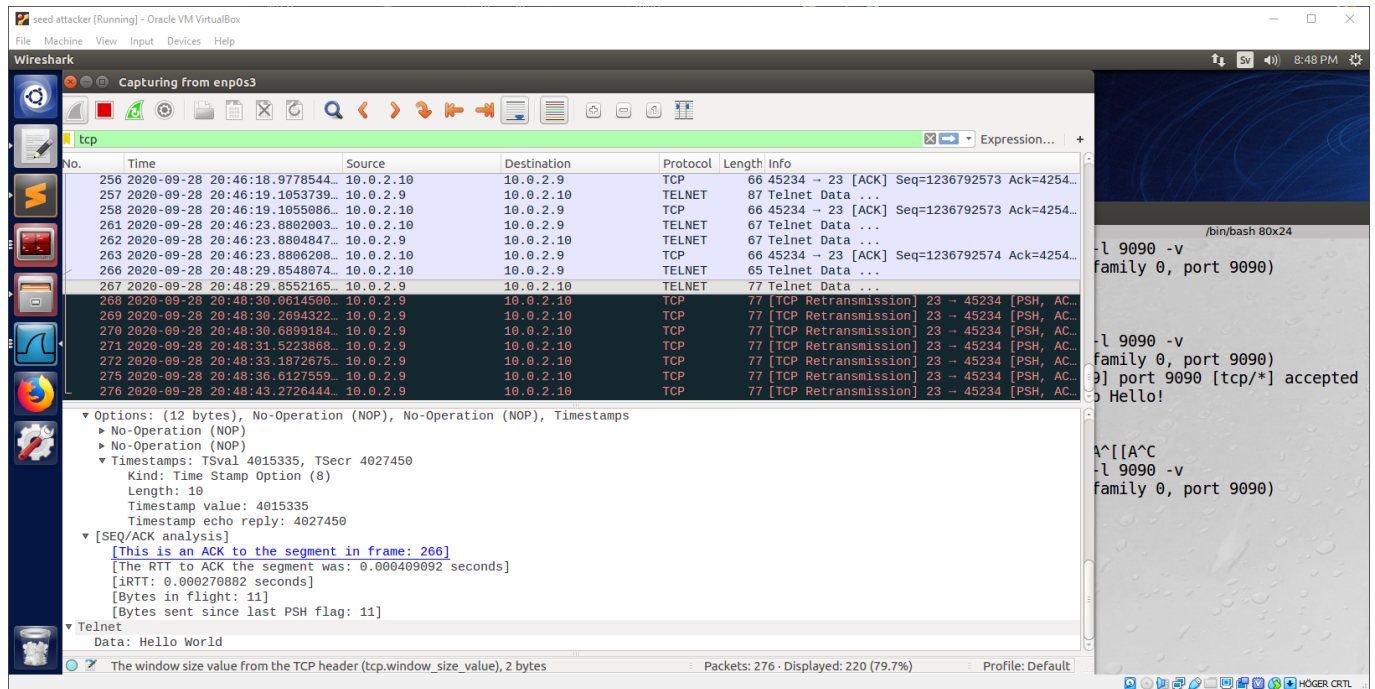 seed attacker [Running] - Oracle VM VirtualBox
File Machine View Input Devices Help
Wireshark Sv 8:48 PM
Capturing from enp0s3
tcp Expression... +
No. Time Source Destination Protocol Length Info
256 2020-09-28 20:46:18.9778544… 10.0.2.10 10.0.2.9 TCP 66 45234 → 23 [ACK] Seq=1236792573 Ack=4254…
257 2020-09-28 20:46:19.1053739… 10.0.2.9 10.0.2.10 TELNET 87 Telnet Data ...
258 2020-09-28 20:46:19.1055086… 10.0.2.10 10.0.2.9 TCP 66 45234 → 23 [ACK] Seq=1236792573 Ack=4254…
261 2020-09-28 20:46:23.8802003… 10.0.2.10 10.0.2.9 TELNET 67 Telnet Data ...
262 2020-09-28 20:46:23.8804847… 10.0.2.9 10.0.2.10 TELNET 67 Telnet Data ...
263 2020-09-28 20:46:23.8806208… 10.0.2.10 10.0.2.9 TCP 66 45234 → 23 [ACK] Seq=1236792574 Ack=4254…
266 2020-09-28 20:48:29.8548074… 10.0.2.10 10.0.2.9 TELNET 65 Telnet Data ...
267 2020-09-28 20:48:29.8552165… 10.0.2.9 10.0.2.10 TELNET 77 Telnet Data ...
268 2020-09-28 20:48:30.0614500… 10.0.2.9 10.0.2.10 TCP 77 [TCP Retransmission] 23 → 45234 [PSH, AC…
269 2020-09-28 20:48:30.2694322… 10.0.2.9 10.0.2.10 TCP 77 [TCP Retransmission] 23 → 45234 [PSH, AC…
270 2020-09-28 20:48:30.6899184… 10.0.2.9 10.0.2.10 TCP 77 [TCP Retransmission] 23 → 45234 [PSH, AC…
271 2020-09-28 20:48:31.5223868… 10.0.2.9 10.0.2.10 TCP 77 [TCP Retransmission] 23 → 45234 [PSH, AC…
272 2020-09-28 20:48:33.1872675… 10.0.2.9 10.0.2.10 TCP 77 [TCP Retransmission] 23 → 45234 [PSH, AC…
275 2020-09-28 20:48:36.6127559… 10.0.2.9 10.0.2.10 TCP 77 [TCP Retransmission] 23 → 45234 [PSH, AC…
276 2020-09-28 20:48:43.2726444… 10.0.2.9 10.0.2.10 TCP 77 [TCP Retransmission] 23 → 45234 [PSH, AC…
Options: (12 bytes), No-Operation (NOP), No-Operation (NOP), Timestamps
No-Operation (NOP)
No-Operation (NOP)
Timestamps: TSval 4015335, TSecr 4027450
Kind: Time Stamp Option (8)
Length: 10
Timestamp value: 4015335
Timestamp echo reply: 4027450
[SEQ/ACK analysis]
[This is an ACK to the segment in frame: 266]
[The RTT to ACK the segment was: 0.000409092 seconds]
[iRTT: 0.000270882 seconds]
[Bytes in flight: 11]
[Bytes sent since last PSH flag: 11]
Telnet
Data: Hello World
The window size value from the TCP header (tcp.window_size_value), 2 bytes Packets: 276 · Displayed: 220 (79.7%) Profile: Default
/bin/bash 80x24
-l 9090 -v
family 0, port 9090)
-l 9090 -v
family 0, port 9090)
9] port 9090 [tcp/*] accepted
o Hello!
A^[[A^C
-l 9090 -v
family 0, port 9090)
HÖGER CRTL